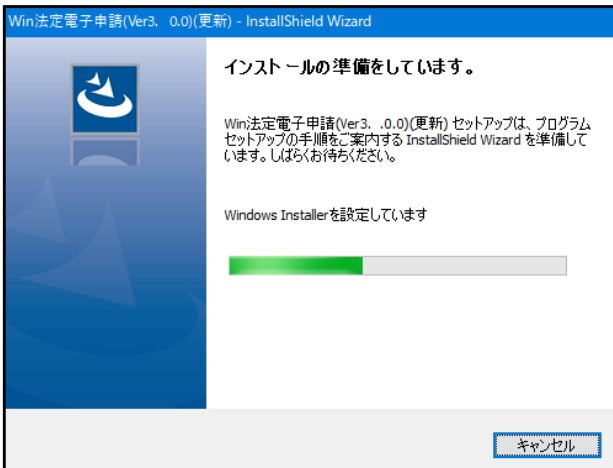 Win法定電子申請(Ver3. 0.0)(更新) - InstallShield Wizard
インスト ールの準備をしています。
Win法定電子申請(Ver3. .0.0)(更新) セットアップは、プログラム
セットアップの手順をご案内する InstallShield Wizard を準備して
います。しばらくお待ちください。
Windows Installerを設定しています
キャンセル